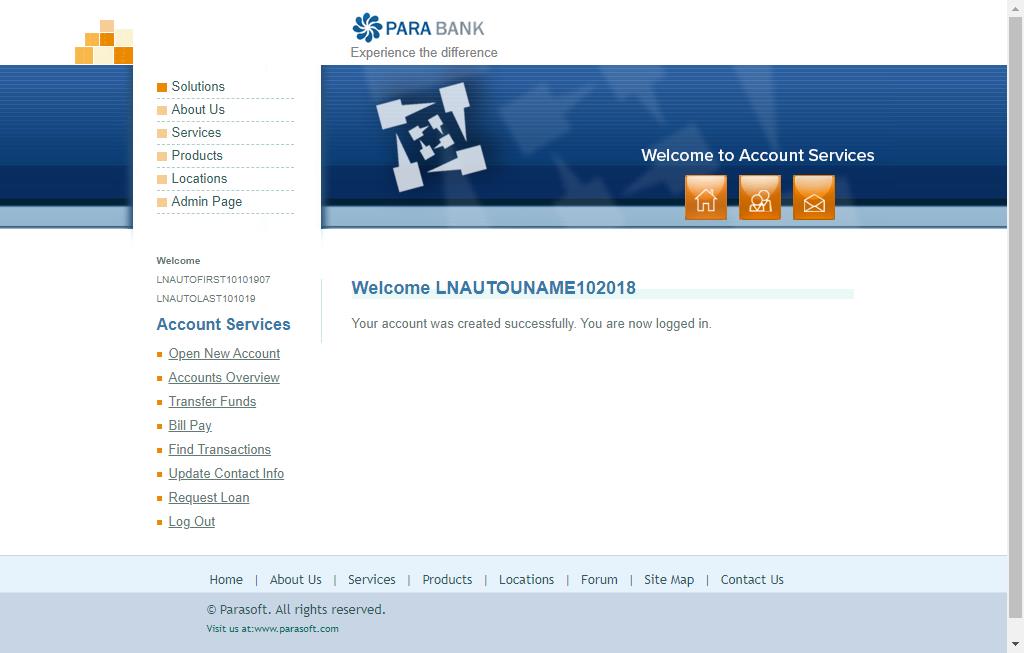 PARA BANK
Experience the difference
Solutions
About Us
Services
Products
Locations
Admin Page
Welcome to Account Services
Welcome
LNAUTOFIRST10101907
LNAUTOLAST101019
Account Services
Open New Account
Accounts Overview
Transfer Funds
Bill Pay
Find Transactions
Update Contact Info
Request Loan
Log Out
Welcome LNAUTOUNAME102018
Your account was created successfully. You are now logged in.
Home | About Us | Services | Products | Locations | Forum | Site Map | Contact Us
© Parasoft. All rights reserved.
Visit us at:www.parasoft.com